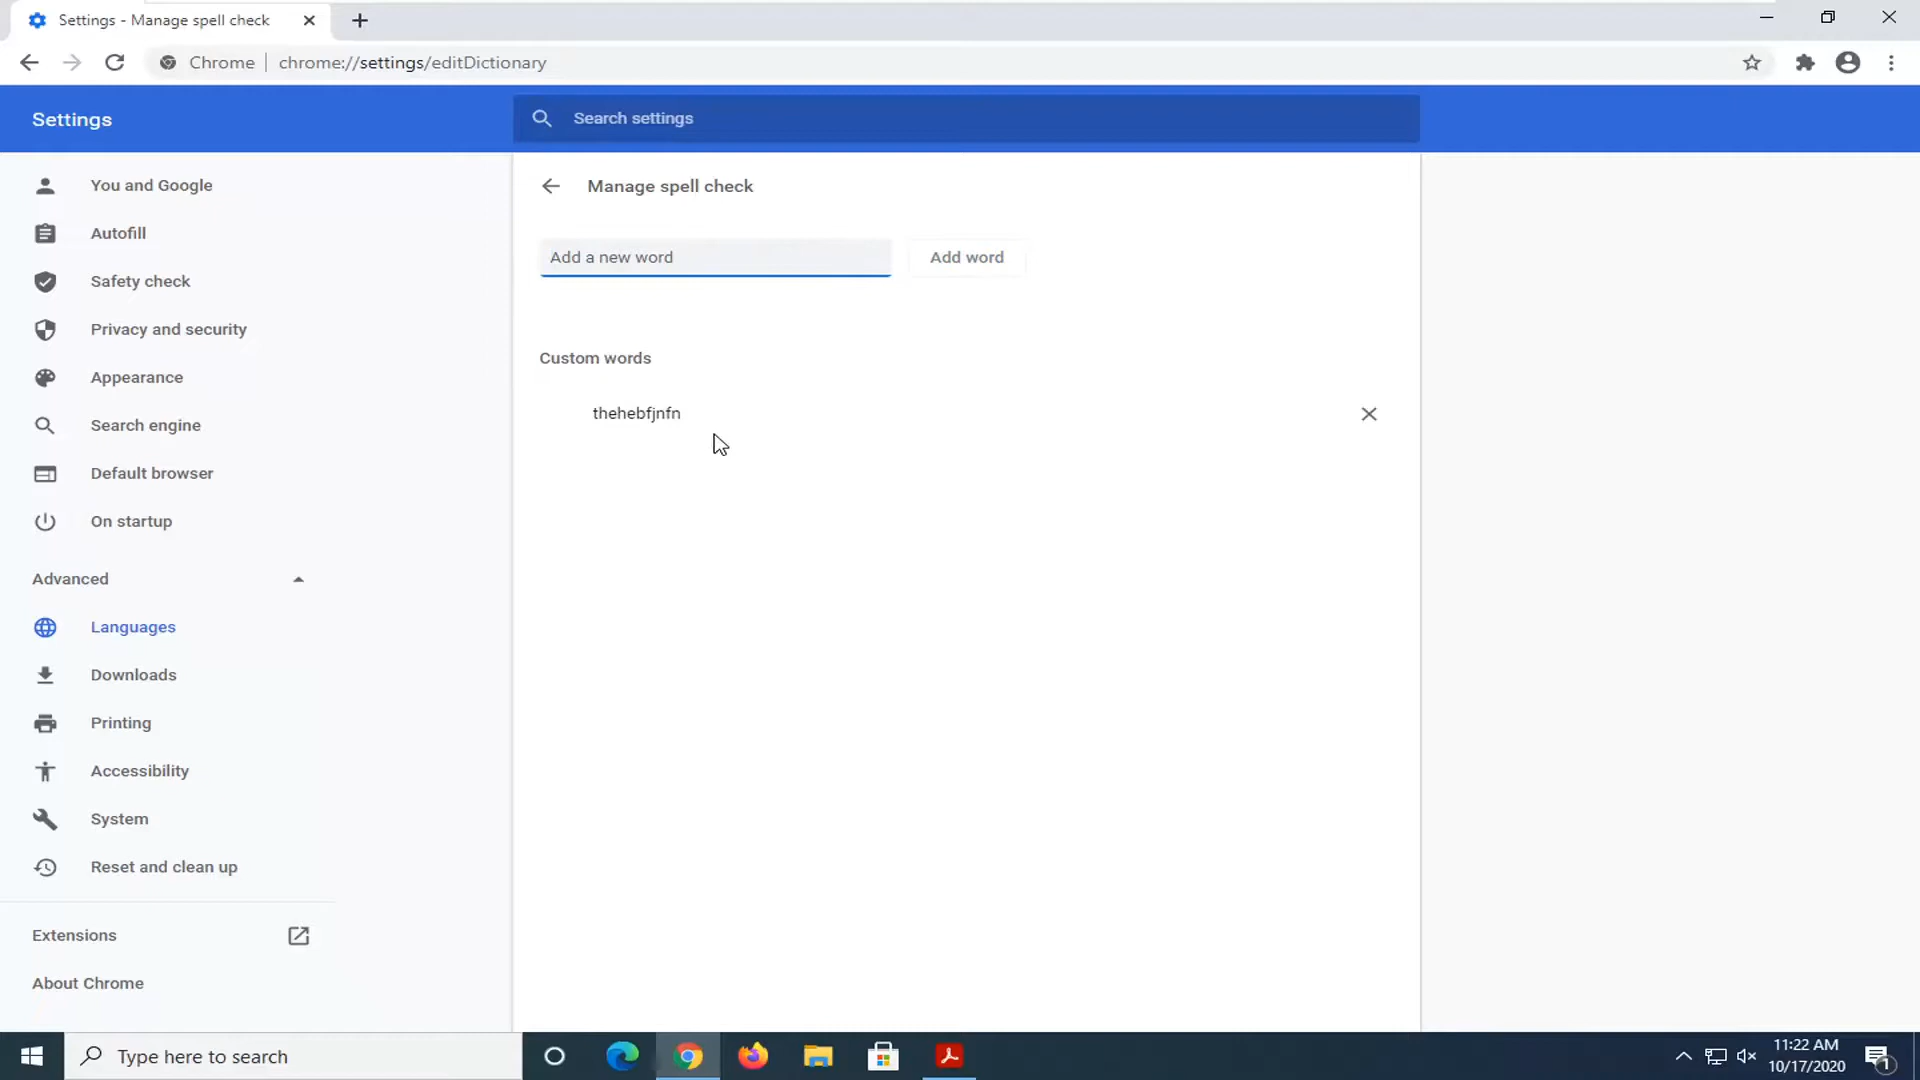 Settings - Manage spell check
Chrome chrome://settings/editDictionary
Settings
Search settings
You and Google
Autofill
Safety check
Privacy and security
Appearance
Search engine
Default browser
On startup
Advanced
Languages
Downloads
Printing
Accessibility
System
Reset and clean up
Extensions
About Chrome
Manage spell check
Add a new word
Add word
Custom words
thehebfjnfn
Type here to search
11:22 AM
10/17/2020
1